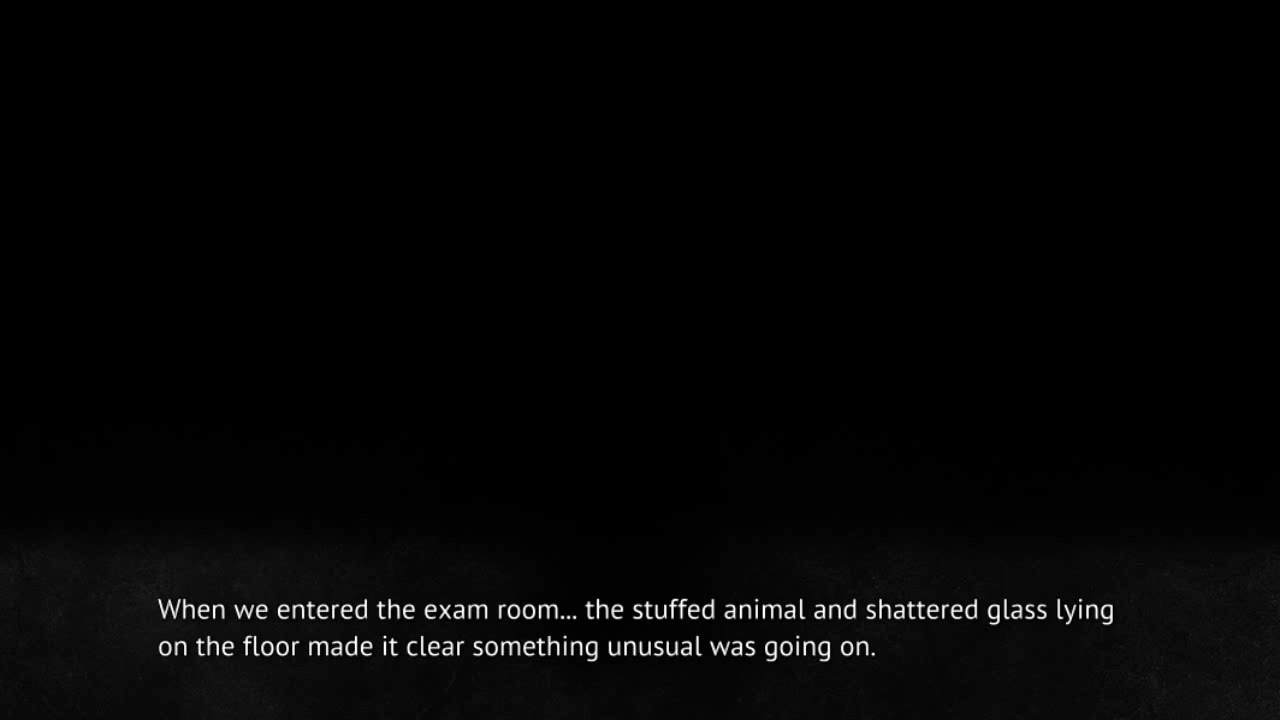 When we entered the exam room... the stuffed animal and shattered glass lying
on the floor made it clear something unusual was going on.